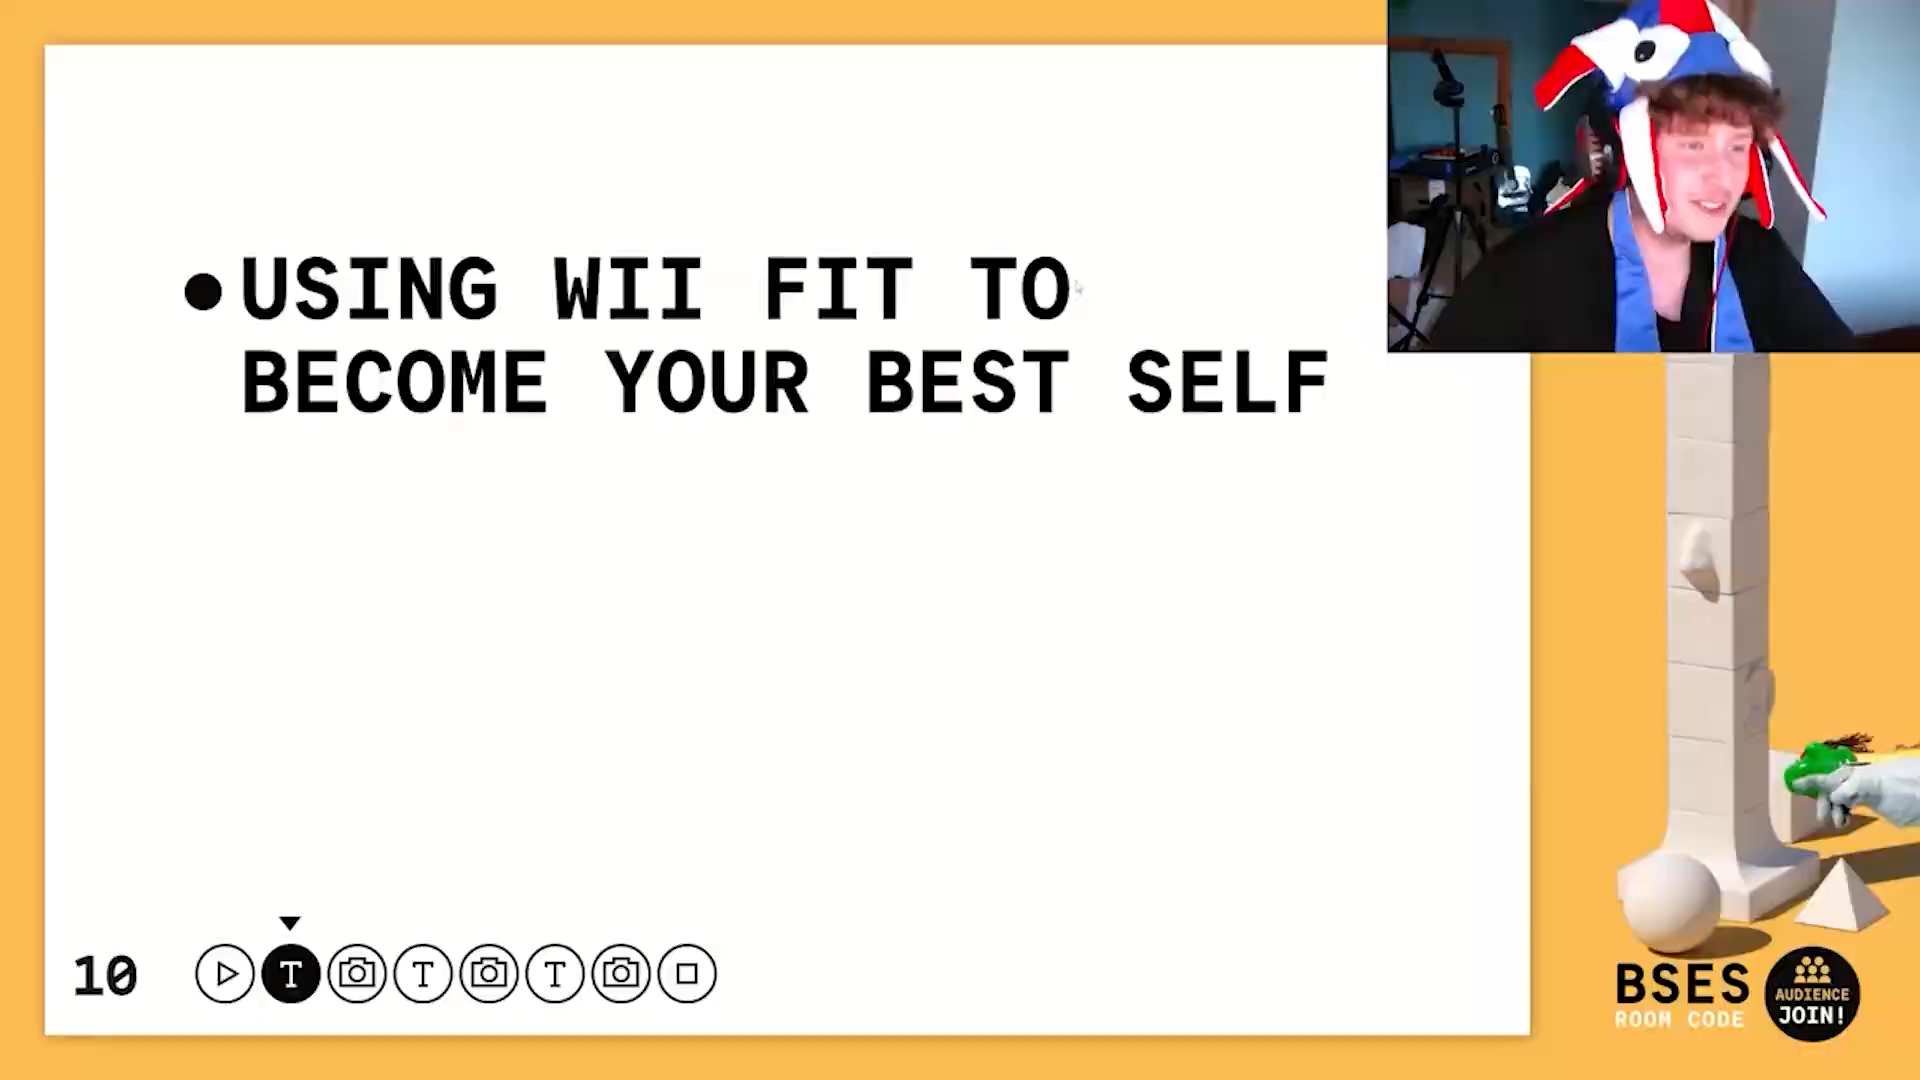 ●USING WII FIT TO
BECOME YOUR BEST SELF
10
T
T
T
BSES
ROOM CODE
AUDIENCE
JOIN!